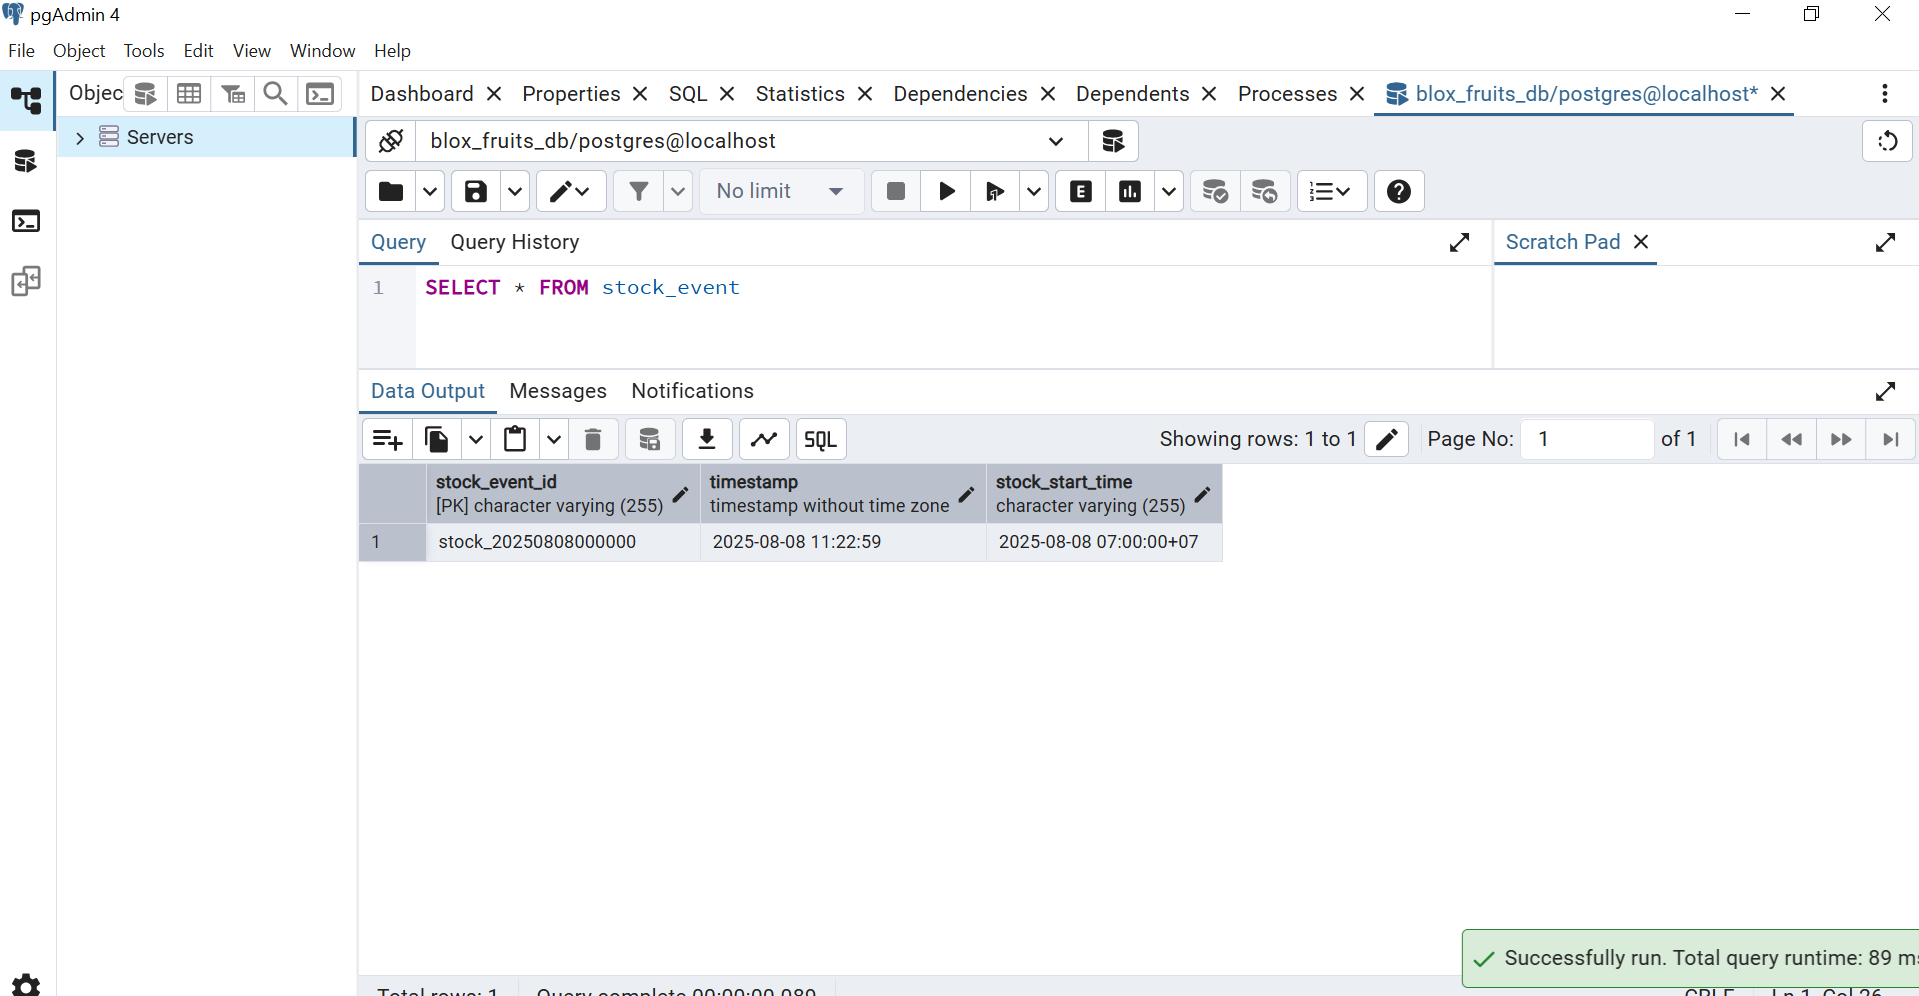 pgAdmin 4
File Object Tools Edit View Window Help
Objec
Dashboard Properties SQL Statistics Dependencies Dependents Processes blox_fruits_db/postgres@localhost*
Servers
blox_fruits_db/postgres@localhost
No limit
E
Query Query History
Scratch Pad
1 SELECT * FROM stock_event
Data Output Messages Notifications
SQL
Showing rows: 1 to 1
Page No: 1 of 1
stock_event_id timestamp stock_start_time
[PK] character varying (255) timestamp without time zone character varying (255)
1 stock_20250808000000 2025-08-08 11:22:59 2025-08-08 07:00:00+07
Successfully run. Total query runtime: 89 ms
Total rows: 1 Query complete 00:00:00.089 CRLF Ln 1, Col 26